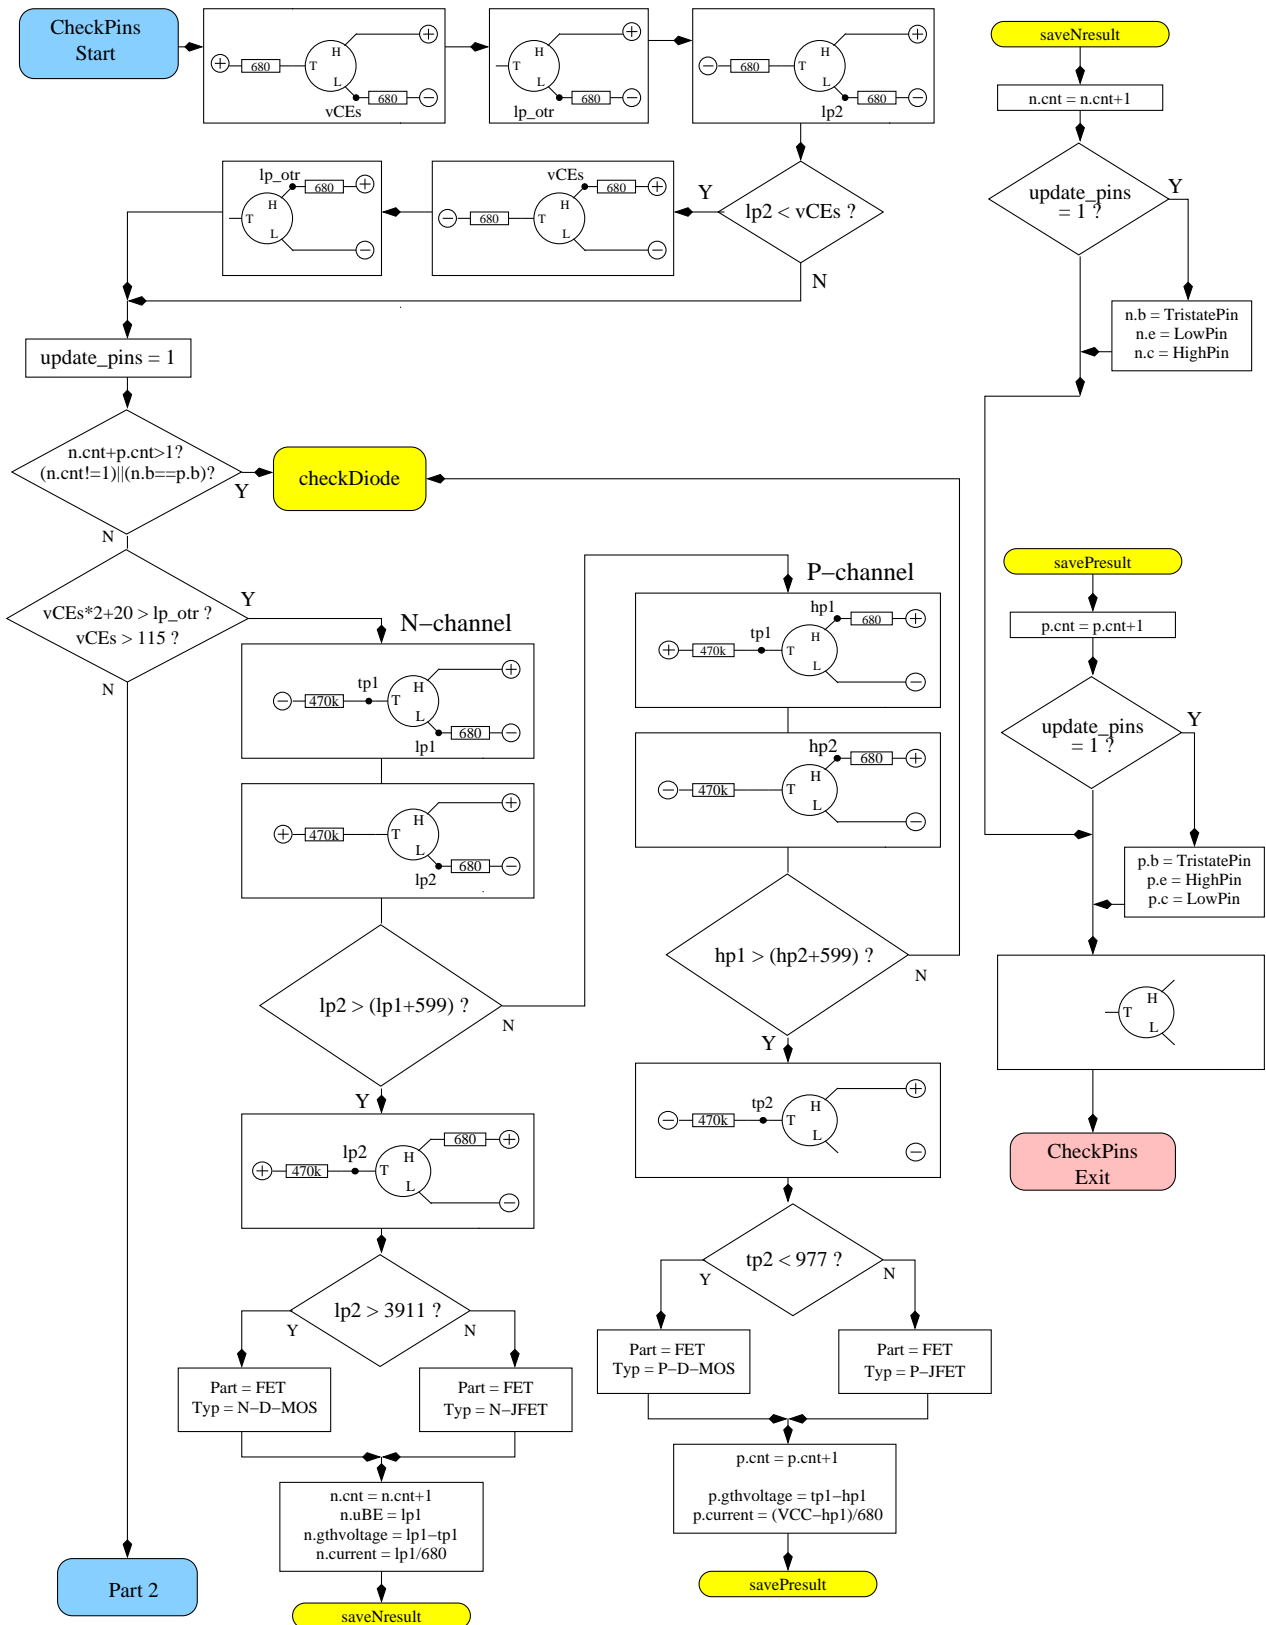 CheckPins
Start
680
T
H
L
680
vCEs
T
H
L
lp_otr
680
T
H
L
680
lp2
saveNresult
n.cnt = n.cnt+1
update_pins
= 1 ?
Y
n.b = TristatePin
n.e = LowPin
n.c = HighPin
lp_otr
680
T
H
L
vCEs
680
680
T
H
L
Y
lp2 < vCEs ?
N
update_pins = 1
n.cnt+p.cnt>1?
(n.cnt!=1)||(n.b==p.b)?
Y
N
checkDiode
vCEs*2+20 > lp_otr ?
vCEs > 115 ?
Y
N
N−channel
tp1
470k
T
H
L
680
lp1
470k
T
H
L
680
lp2
lp2 > (lp1+599) ?
N
Y
lp2
470k
T
H
L
680
lp2 > 3911 ?
Y
N
Part = FET
Typ = N−D−MOS
Part = FET
Typ = N−JFET
n.cnt = n.cnt+1
n.uBE = lp1
n.gthvoltage = lp1−tp1
n.current = lp1/680
saveNresult
Part 2
P−channel
hp1
680
tp1
470k
T
H
L
hp2
680
470k
T
H
L
hp1 > (hp2+599) ?
N
Y
tp2
470k
T
H
L
tp2 < 977 ?
Y
N
Part = FET
Typ = P−D−MOS
Part = FET
Typ = P−JFET
p.cnt = p.cnt+1
p.gthvoltage = tp1−hp1
p.current = (VCC−hp1)/680
savePresult
savePresult
p.cnt = p.cnt+1
update_pins
= 1 ?
Y
p.b = TristatePin
p.e = HighPin
p.c = LowPin
T
H
L
CheckPins
Exit